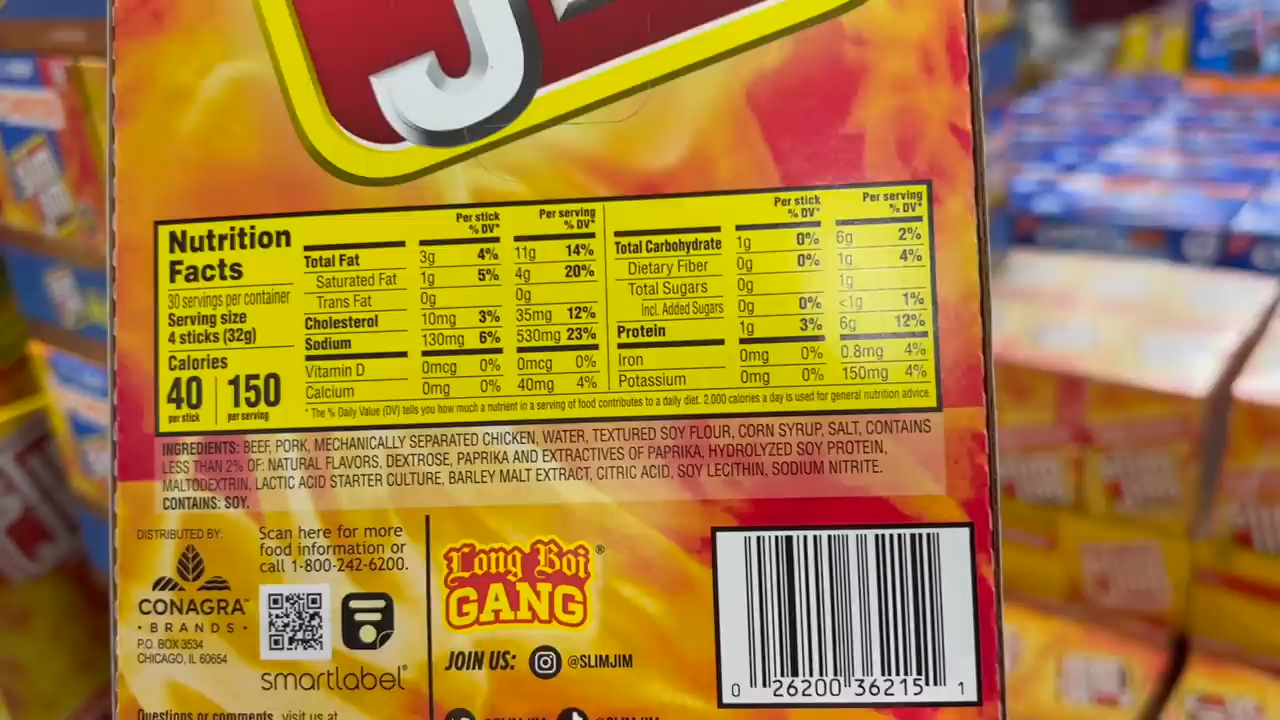 J
Nutrition
Facts
30 servings per container
Serving size
4 sticks (32g)
Calories
40 150
per stick per serving
Per stick % DV* Per serving % DV*
Total Fat 3g 4% 11g 14%
Saturated Fat 1g 5% 4g 20%
Trans Fat 0g 0g
Cholesterol 10mg 3% 35mg 12%
Sodium 130mg 6% 530mg 23%
Vitamin D 0mcg 0% 0mcg 0%
Calcium 0mg 0% 40mg 4%
Per stick % DV* Per serving % DV*
Total Carbohydrate 1g 0% 6g 2%
Dietary Fiber 0g 0% 1g 4%
Total Sugars 0g 1g
Incl. Added Sugars 0g 0% <1g 1%
Protein 1g 3% 6g 12%
Iron 0mg 0% 0.8mg 4%
Potassium 0mg 0% 150mg 4%
* The % Daily Value (DV) tells you how much a nutrient in a serving of food contributes to a daily diet. 2,000 calories a day is used for general nutrition advice.
INGREDIENTS: BEEF, PORK, MECHANICALLY SEPARATED CHICKEN, WATER, TEXTURED SOY FLOUR, CORN SYRUP, SALT, CONTAINS
LESS THAN 2% OF: NATURAL FLAVORS, DEXTROSE, PAPRIKA AND EXTRACTIVES OF PAPRIKA, HYDROLYZED SOY PROTEIN,
MALTODEXTRIN, LACTIC ACID STARTER CULTURE, BARLEY MALT EXTRACT, CITRIC ACID, SOY LECITHIN, SODIUM NITRITE.
CONTAINS: SOY.
DISTRIBUTED BY:
CONAGRA™
• BRANDS •
P.O. BOX 3534
CHICAGO, IL 60654
Scan here for more
food information or
call 1-800-242-6200.
smartlabel®
Long Boi®
GANG
JOIN US: @SLIMJIM
0 26200 36215 1
Questions or comments, visit us at
@SLIMJIM @SLIMJIM